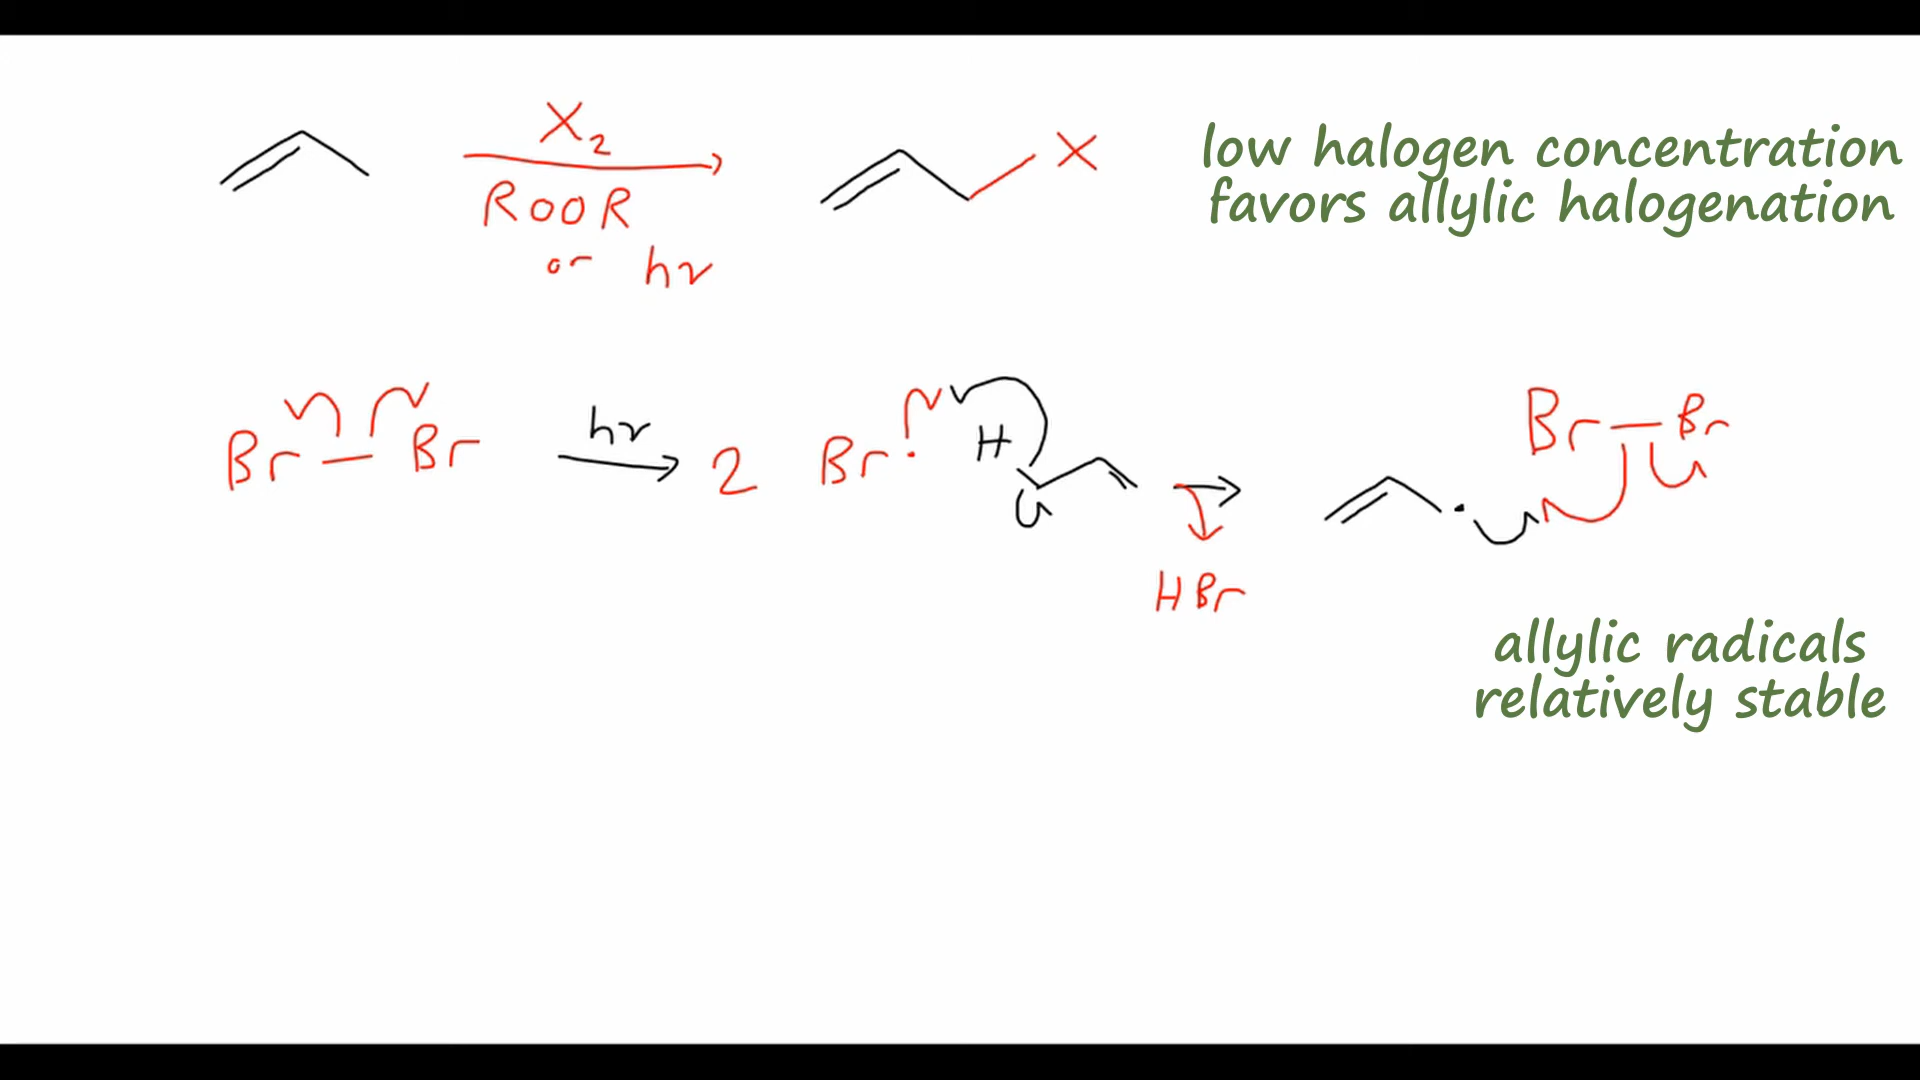 X₂
ROOR
or hν
X
low halogen concentration
favors allylic halogenation
Br — Br
hν
2 Br·
H
HBr
Br — Br
allylic radicals
relatively stable